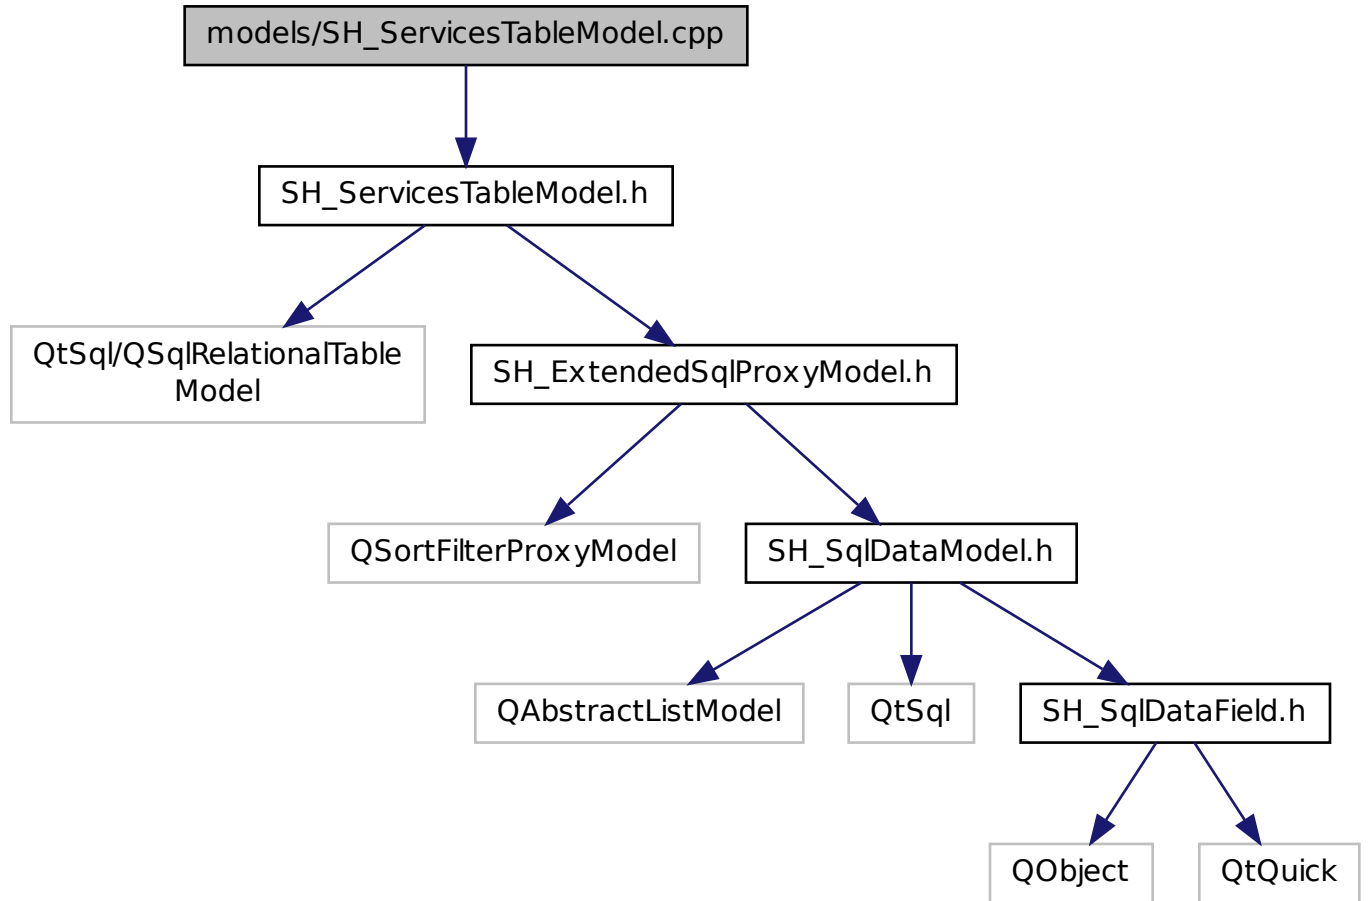 models/SH_ServicesTableModel.cpp
SH_ServicesTableModel.h
QtSql/QSqlRelationalTable
Model
SH_ExtendedSqlProxyModel.h
QSortFilterProxyModel
SH_SqlDataModel.h
QAbstractListModel
QtSql
SH_SqlDataField.h
QObject
QtQuick